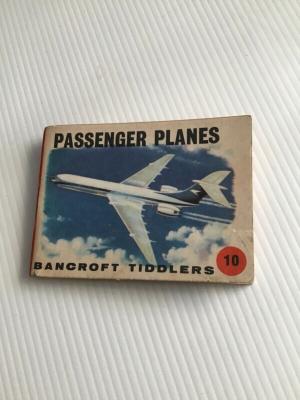 PASSENGER PLANES
BANCROFT TIDDLERS
10